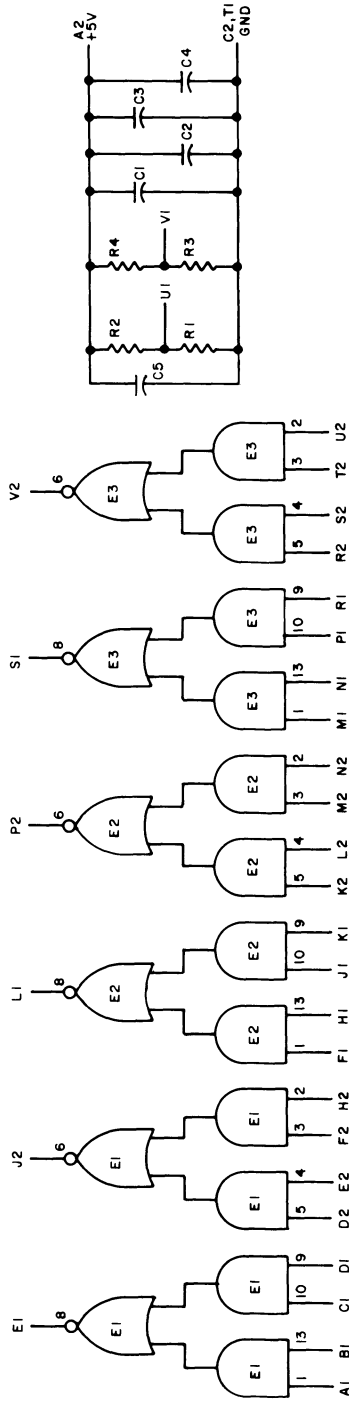 A2
+5V
C2,T1
GND
C4
C3
C2
C1
R4
R3
V1
U1
R2
R1
C5
E1 J2 L1 P2 S1 V2
8 6 8 6 8 6
E1 E1 E2 E2 E3 E3
E1 E1 E1 E1 E2 E2 E2 E2 E3 E3 E3 E3
1 13 10 9 5 4 3 2 1 13 10 9 5 4 3 2 1 13 10 9 5 4 3 2
A1 B1 C1 D1 D2 E2 F2 H2 F1 H1 J1 K1 K2 L2 M2 N2 M1 N1 P1 R1 R2 S2 T2 U2